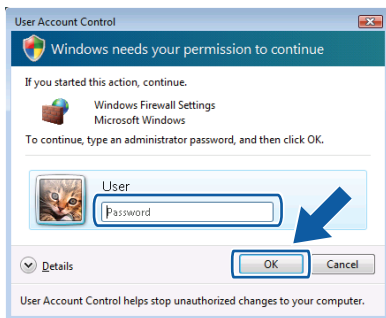 User Account Control
Windows needs your permission to continue
If you started this action, continue.
Windows Firewall Settings
Microsoft Windows
To continue, type an administrator password, and then click OK.
User
Password
Details
OK
Cancel
User Account Control helps stop unauthorized changes to your computer.